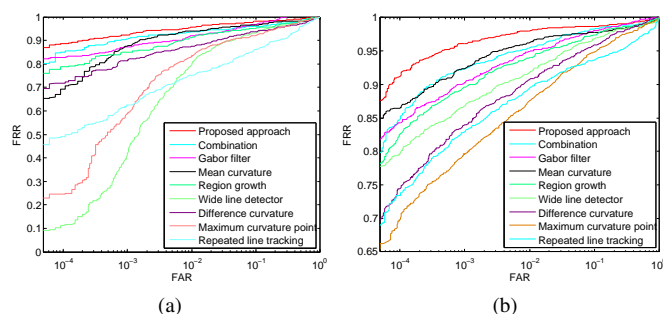 1
0.9
0.8
0.7
0.6
0.5
0.4
0.3
0.2
0.1
0
FRR
10⁻⁴
10⁻³
10⁻²
10⁻¹
10⁰
FAR
Proposed approach
Combination
Gabor filter
Mean curvature
Region growth
Wide line detector
Difference curvature
Maximum curvature point
Repeated line tracking
(a)
1
0.95
0.9
0.85
0.8
0.75
0.7
0.65
FRR
10⁻⁴
10⁻³
10⁻²
10⁻¹
10⁰
FAR
Proposed approach
Combination
Gabor filter
Mean curvature
Region growth
Wide line detector
Difference curvature
Maximum curvature point
Repeated line tracking
(b)